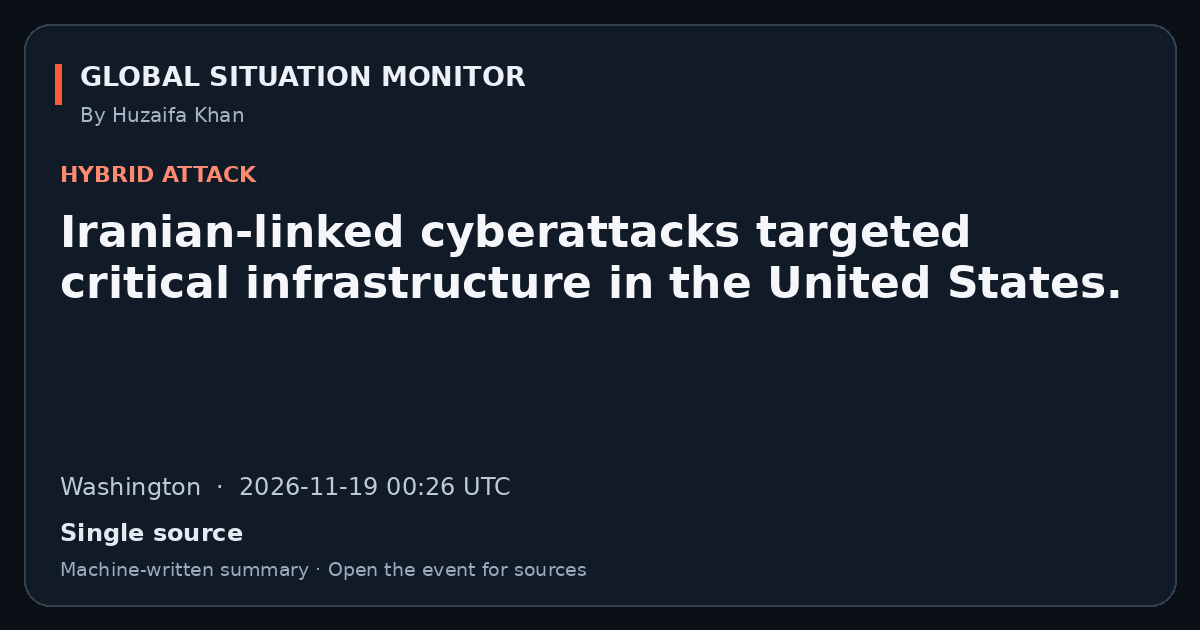 GLOBAL SITUATION MONITOR
By Huzaifa Khan
HYBRID ATTACK
Iranian-linked cyberattacks targeted
critical infrastructure in the United States.
Washington · 2026-11-19 00:26 UTC
Single source
Machine-written summary · Open the event for sources